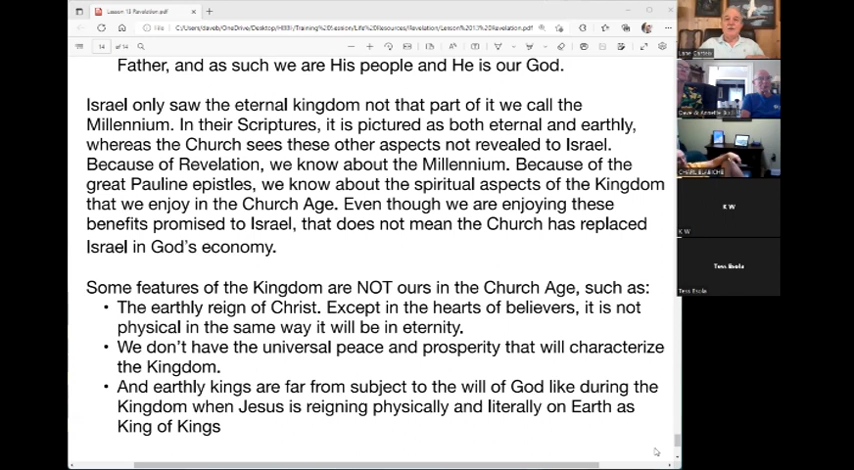 Lesson 13 Revelation.pdf
File
14 of 14
Father, and as such we are His people and He is our God.
Israel only saw the eternal kingdom not that part of it we call the
Millennium. In their Scriptures, it is pictured as both eternal and earthly,
whereas the Church sees these other aspects not revealed to Israel.
Because of Revelation, we know about the Millennium. Because of the
great Pauline epistles, we know about the spiritual aspects of the Kingdom
that we enjoy in the Church Age. Even though we are enjoying these
benefits promised to Israel, that does not mean the Church has replaced
Israel in God's economy.
Some features of the Kingdom are NOT ours in the Church Age, such as:
• The earthly reign of Christ. Except in the hearts of believers, it is not
physical in the same way it will be in eternity.
• We don't have the universal peace and prosperity that will characterize
the Kingdom.
• And earthly kings are far from subject to the will of God like during the
Kingdom when Jesus is reigning physically and literally on Earth as
King of Kings
K W
K W